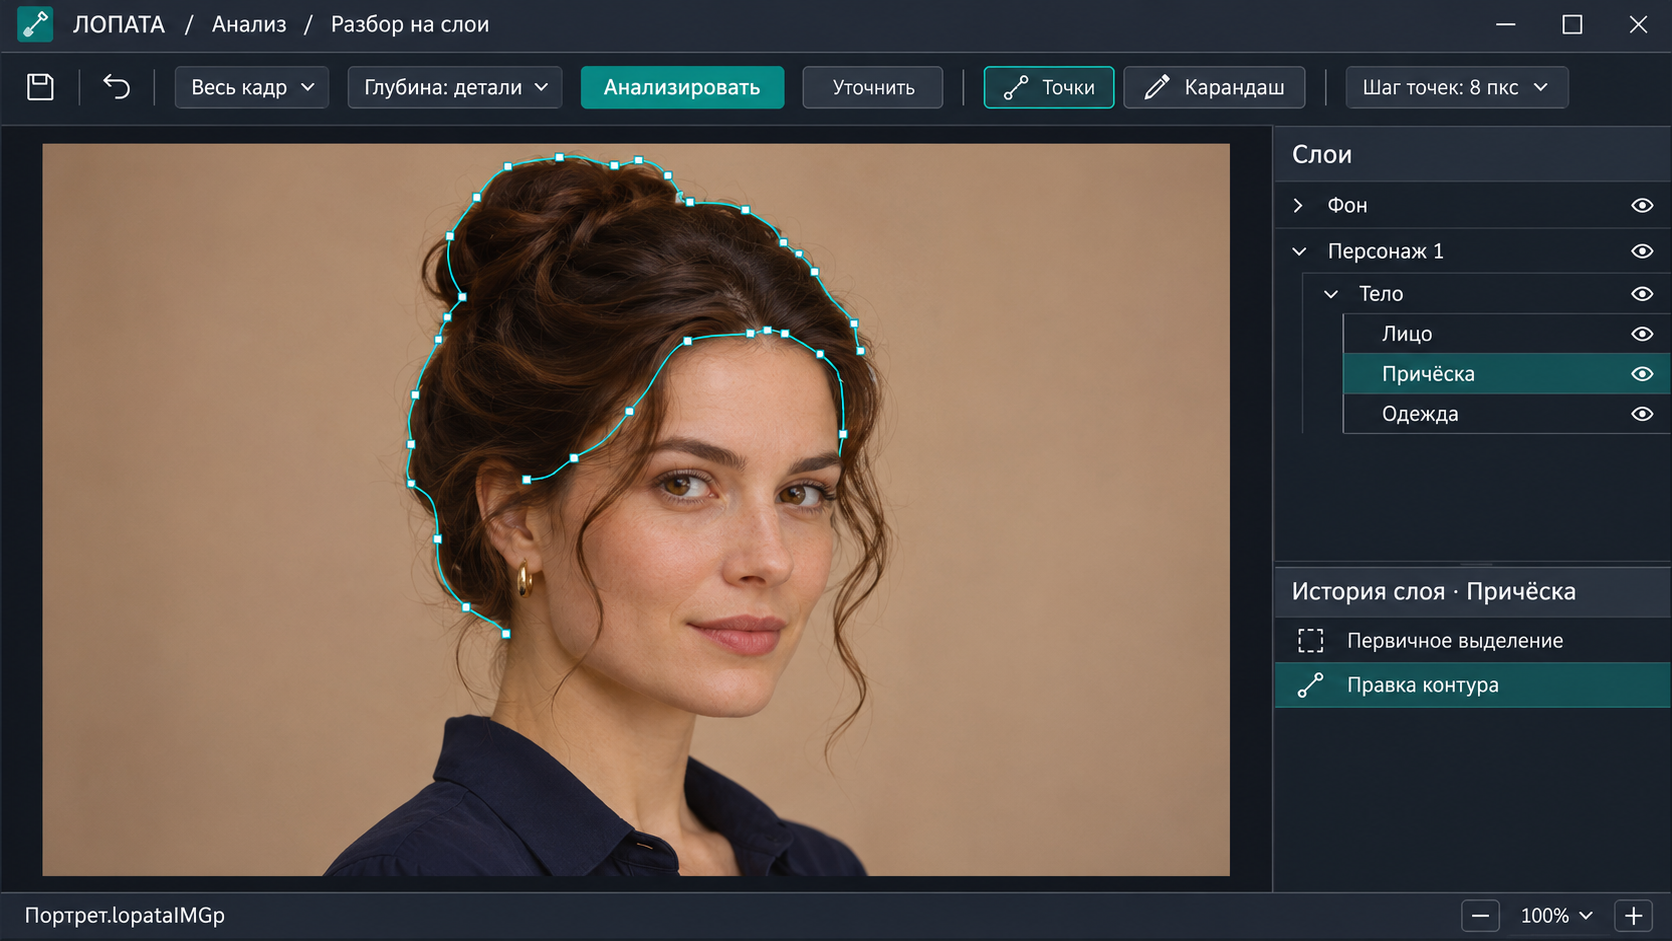 ЛОПАТА / Анализ / Разбор на слои
Весь кадр
Глубина: детали
Анализировать
Уточнить
Точки
Карандаш
Шаг точек: 8 пкс
Слои
Фон
Персонаж 1
Тело
Лицо
Причёска
Одежда
История слоя · Причёска
Первичное выделение
Правка контура
Портрет.lopataIMGp
100%